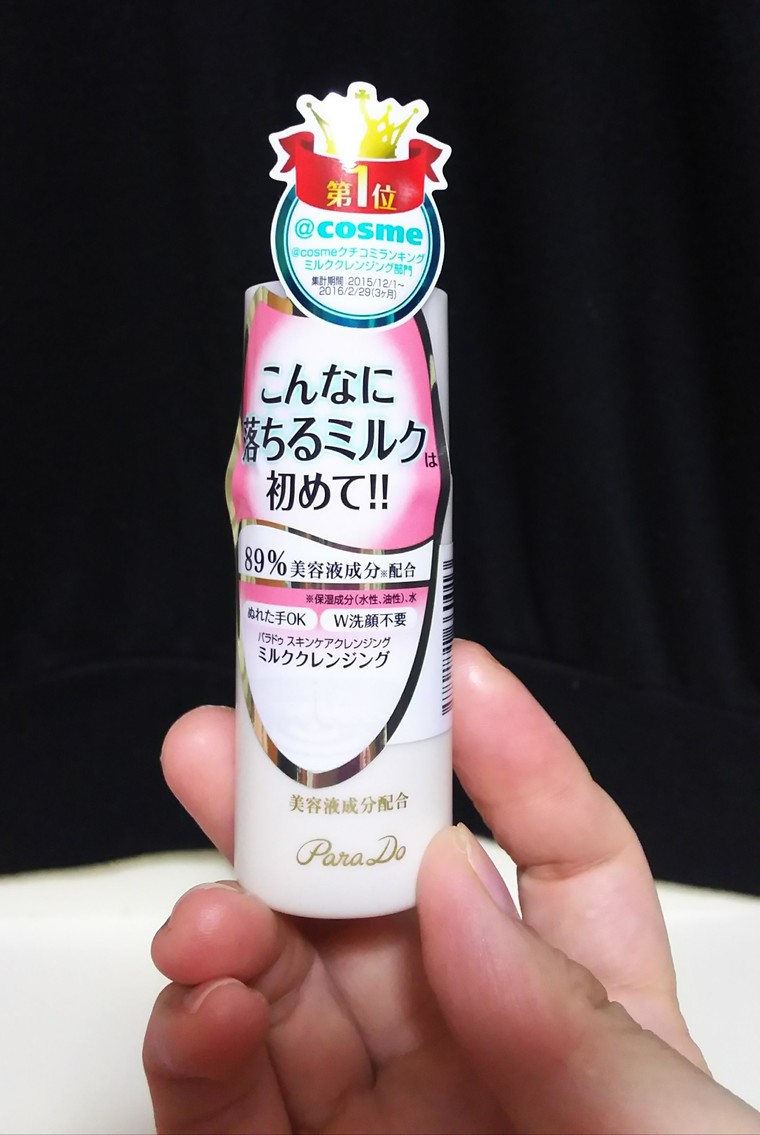 第1位
@cosme
@cosmeクチコミランキング
ミルククレンジング部門
集計期間:2015/12/1～
2016/2/29(3ヶ月)
こんなに
落ちるミルクは
初めて!!
89%美容液成分※配合
※保湿成分(水性、油性)、水
ぬれた手OK W洗顔不要
パラドゥ スキンケアクレンジング
ミルククレンジング
美容液成分配合
ParaDo